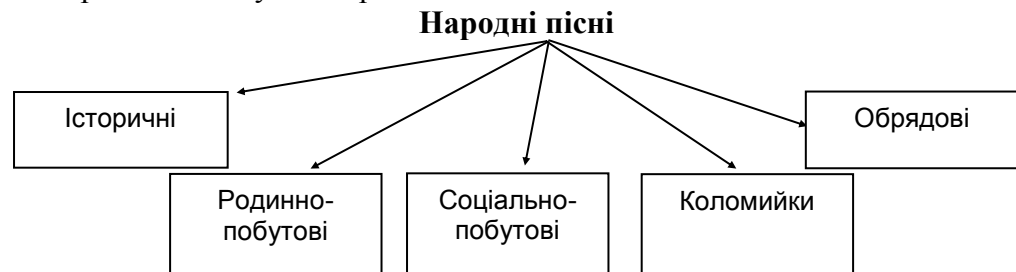 Народні пісні
Історичні
Обрядові
Родинно-
побутові
Соціально-
побутові
Коломийки